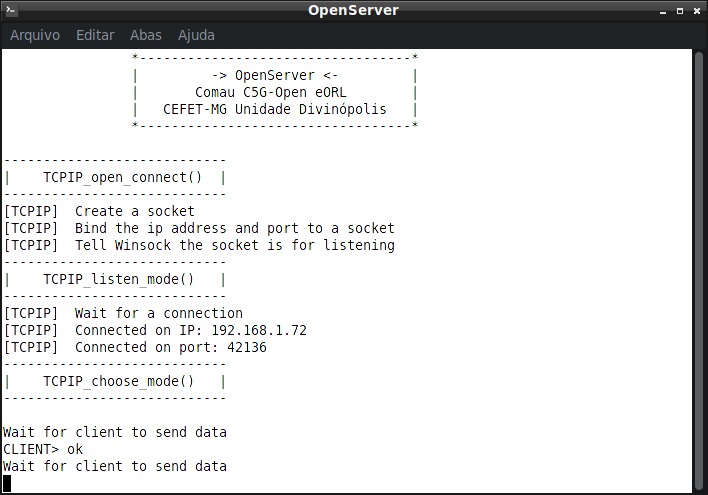 OpenServer
Arquivo Editar Abas Ajuda
*----------------------------------*
| -> OpenServer <- |
| Comau C5G-Open eORL |
| CEFET-MG Unidade Divinópolis |
*----------------------------------*
----------------------------
| TCPIP_open_connect() |
----------------------------
[TCPIP] Create a socket
[TCPIP] Bind the ip address and port to a socket
[TCPIP] Tell Winsock the socket is for listening
----------------------------
| TCPIP_listen_mode() |
----------------------------
[TCPIP] Wait for a connection
[TCPIP] Connected on IP: 192.168.1.72
[TCPIP] Connected on port: 42136
----------------------------
| TCPIP_choose_mode() |
----------------------------
Wait for client to send data
CLIENT> ok
Wait for client to send data